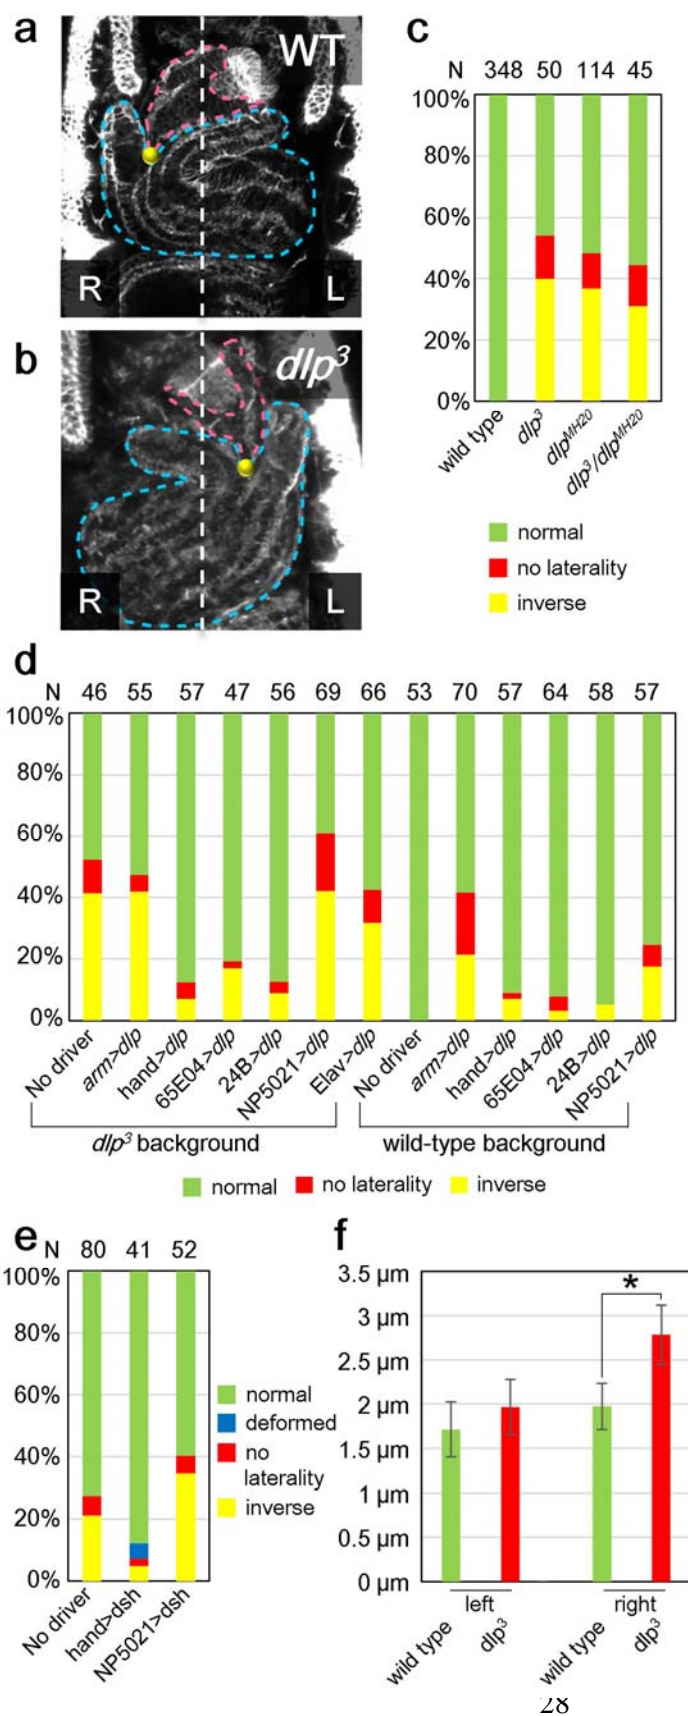 a
WT
R
L
b
dlp3
R
L
c
N 348 50 114 45
100%
80%
60%
40%
20%
0%
wild type
dlp3
dlpMH20
dlp3/dlpMH20
normal
no laterality
inverse
d
N 46 55 57 47 56 69 66 53 70 57 64 58 57
100%
80%
60%
40%
20%
0%
No driver
arm>dlp
hand>dlp
65E04>dlp
24B>dlp
NP5021>dlp
Elav>dlp
No driver
arm>dlp
hand>dlp
65E04>dlp
24B>dlp
NP5021>dlp
dlp3 background
wild-type background
normal no laterality inverse
e
N 80 41 52
100%
80%
60%
40%
20%
0%
No driver
hand>dsh
NP5021>dsh
normal
deformed
no
laterality
inverse
f
3.5 µm
3 µm
2.5 µm
2 µm
1.5 µm
1 µm
0.5 µm
0 µm
*
left
right
wild type
dlp3
wild type
dlp3
28